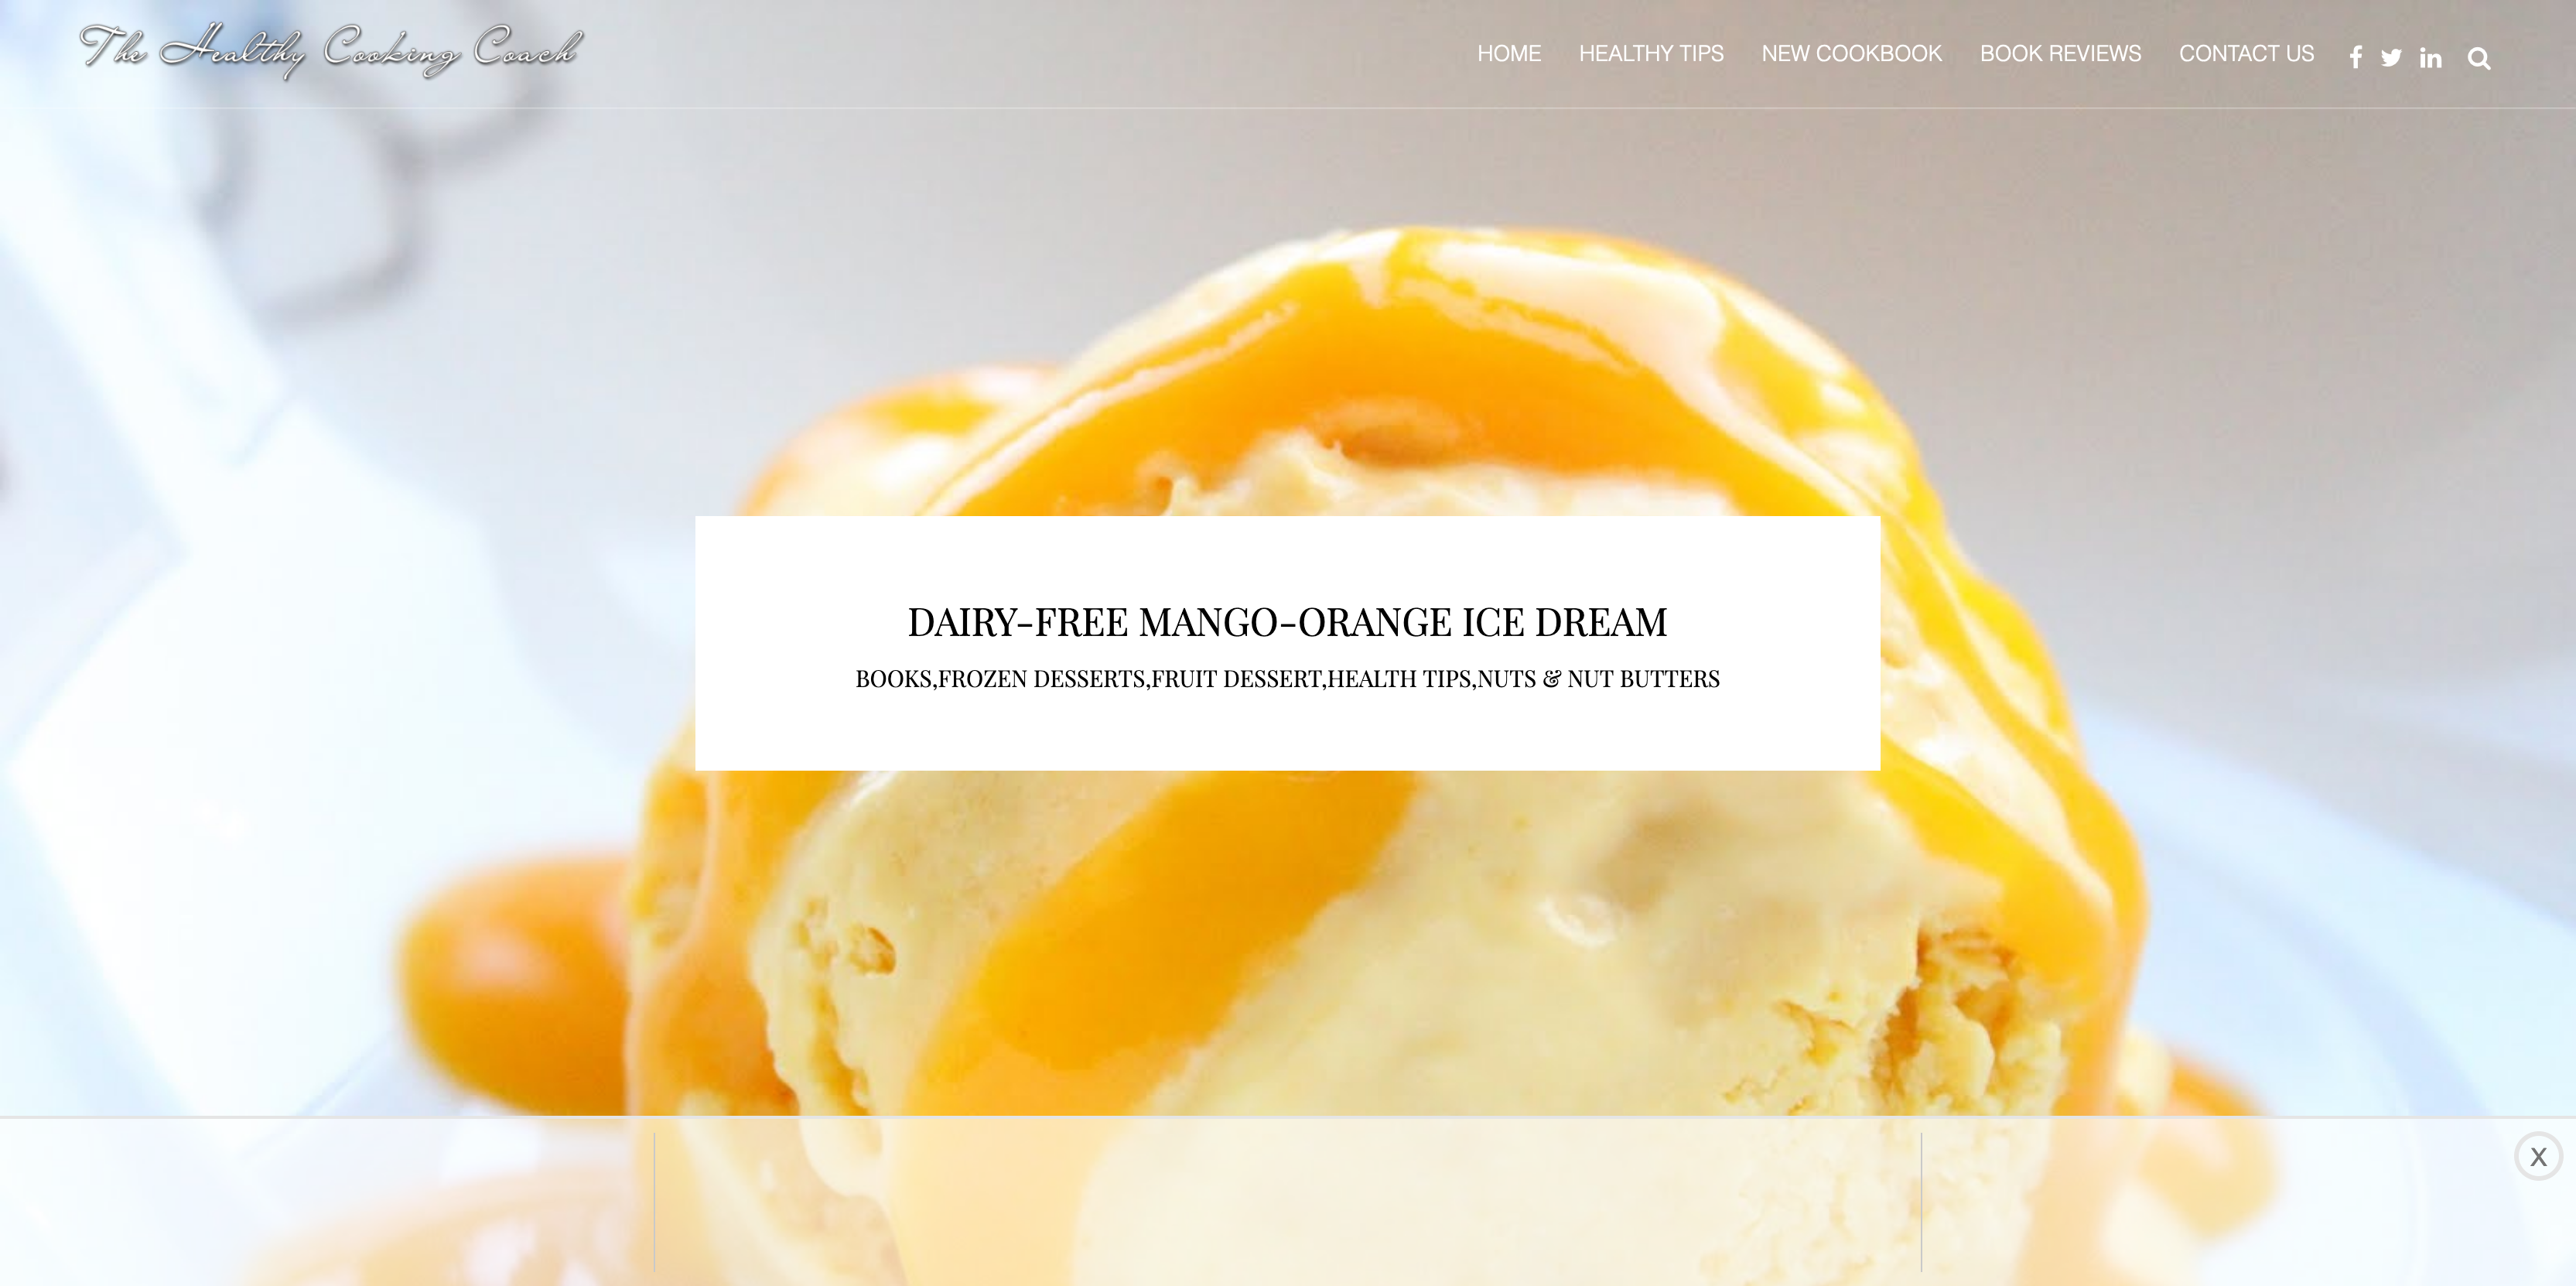 The Healthy Cooking Coach
HOME HEALTHY TIPS NEW COOKBOOK BOOK REVIEWS CONTACT US
DAIRY-FREE MANGO-ORANGE ICE DREAM
BOOKS,FROZEN DESSERTS,FRUIT DESSERT,HEALTH TIPS,NUTS & NUT BUTTERS
X